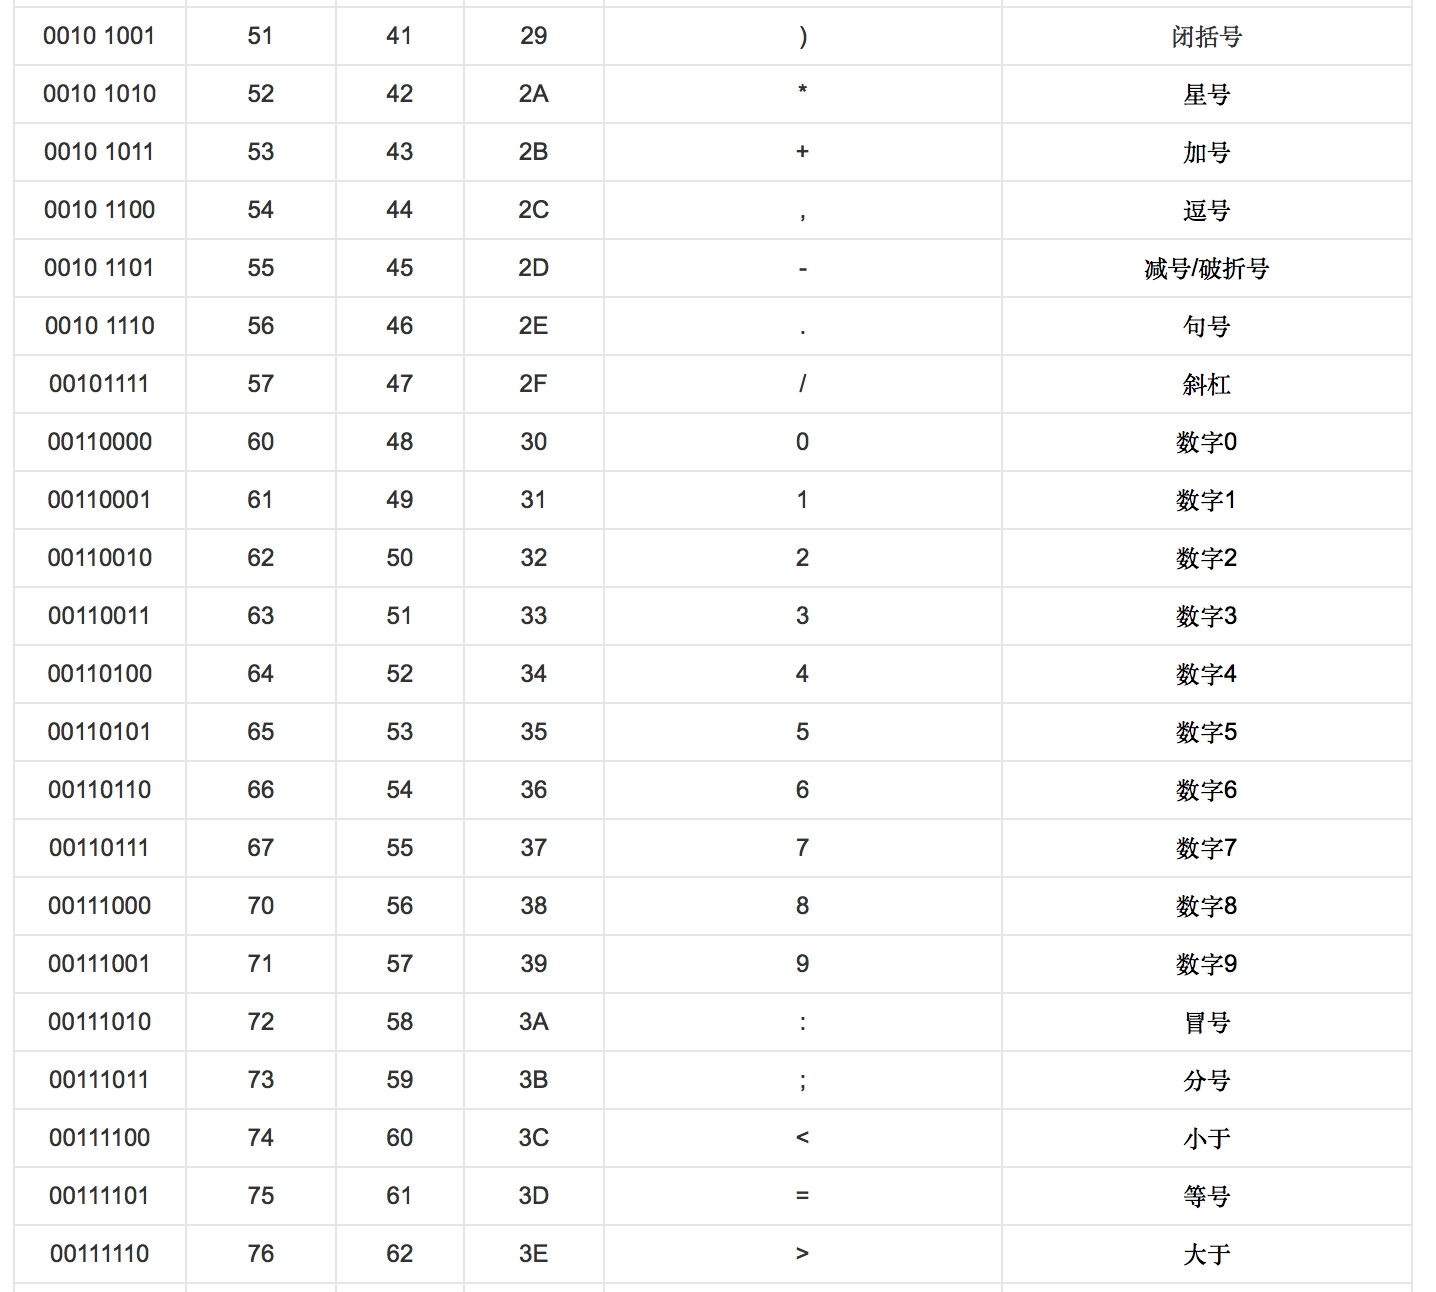 0010 1001 51 41 29 ) 闭括号
0010 1010 52 42 2A * 星号
0010 1011 53 43 2B + 加号
0010 1100 54 44 2C , 逗号
0010 1101 55 45 2D - 减号/破折号
0010 1110 56 46 2E . 句号
00101111 57 47 2F / 斜杠
00110000 60 48 30 0 数字0
00110001 61 49 31 1 数字1
00110010 62 50 32 2 数字2
00110011 63 51 33 3 数字3
00110100 64 52 34 4 数字4
00110101 65 53 35 5 数字5
00110110 66 54 36 6 数字6
00110111 67 55 37 7 数字7
00111000 70 56 38 8 数字8
00111001 71 57 39 9 数字9
00111010 72 58 3A : 冒号
00111011 73 59 3B ; 分号
00111100 74 60 3C < 小于
00111101 75 61 3D = 等号
00111110 76 62 3E > 大于